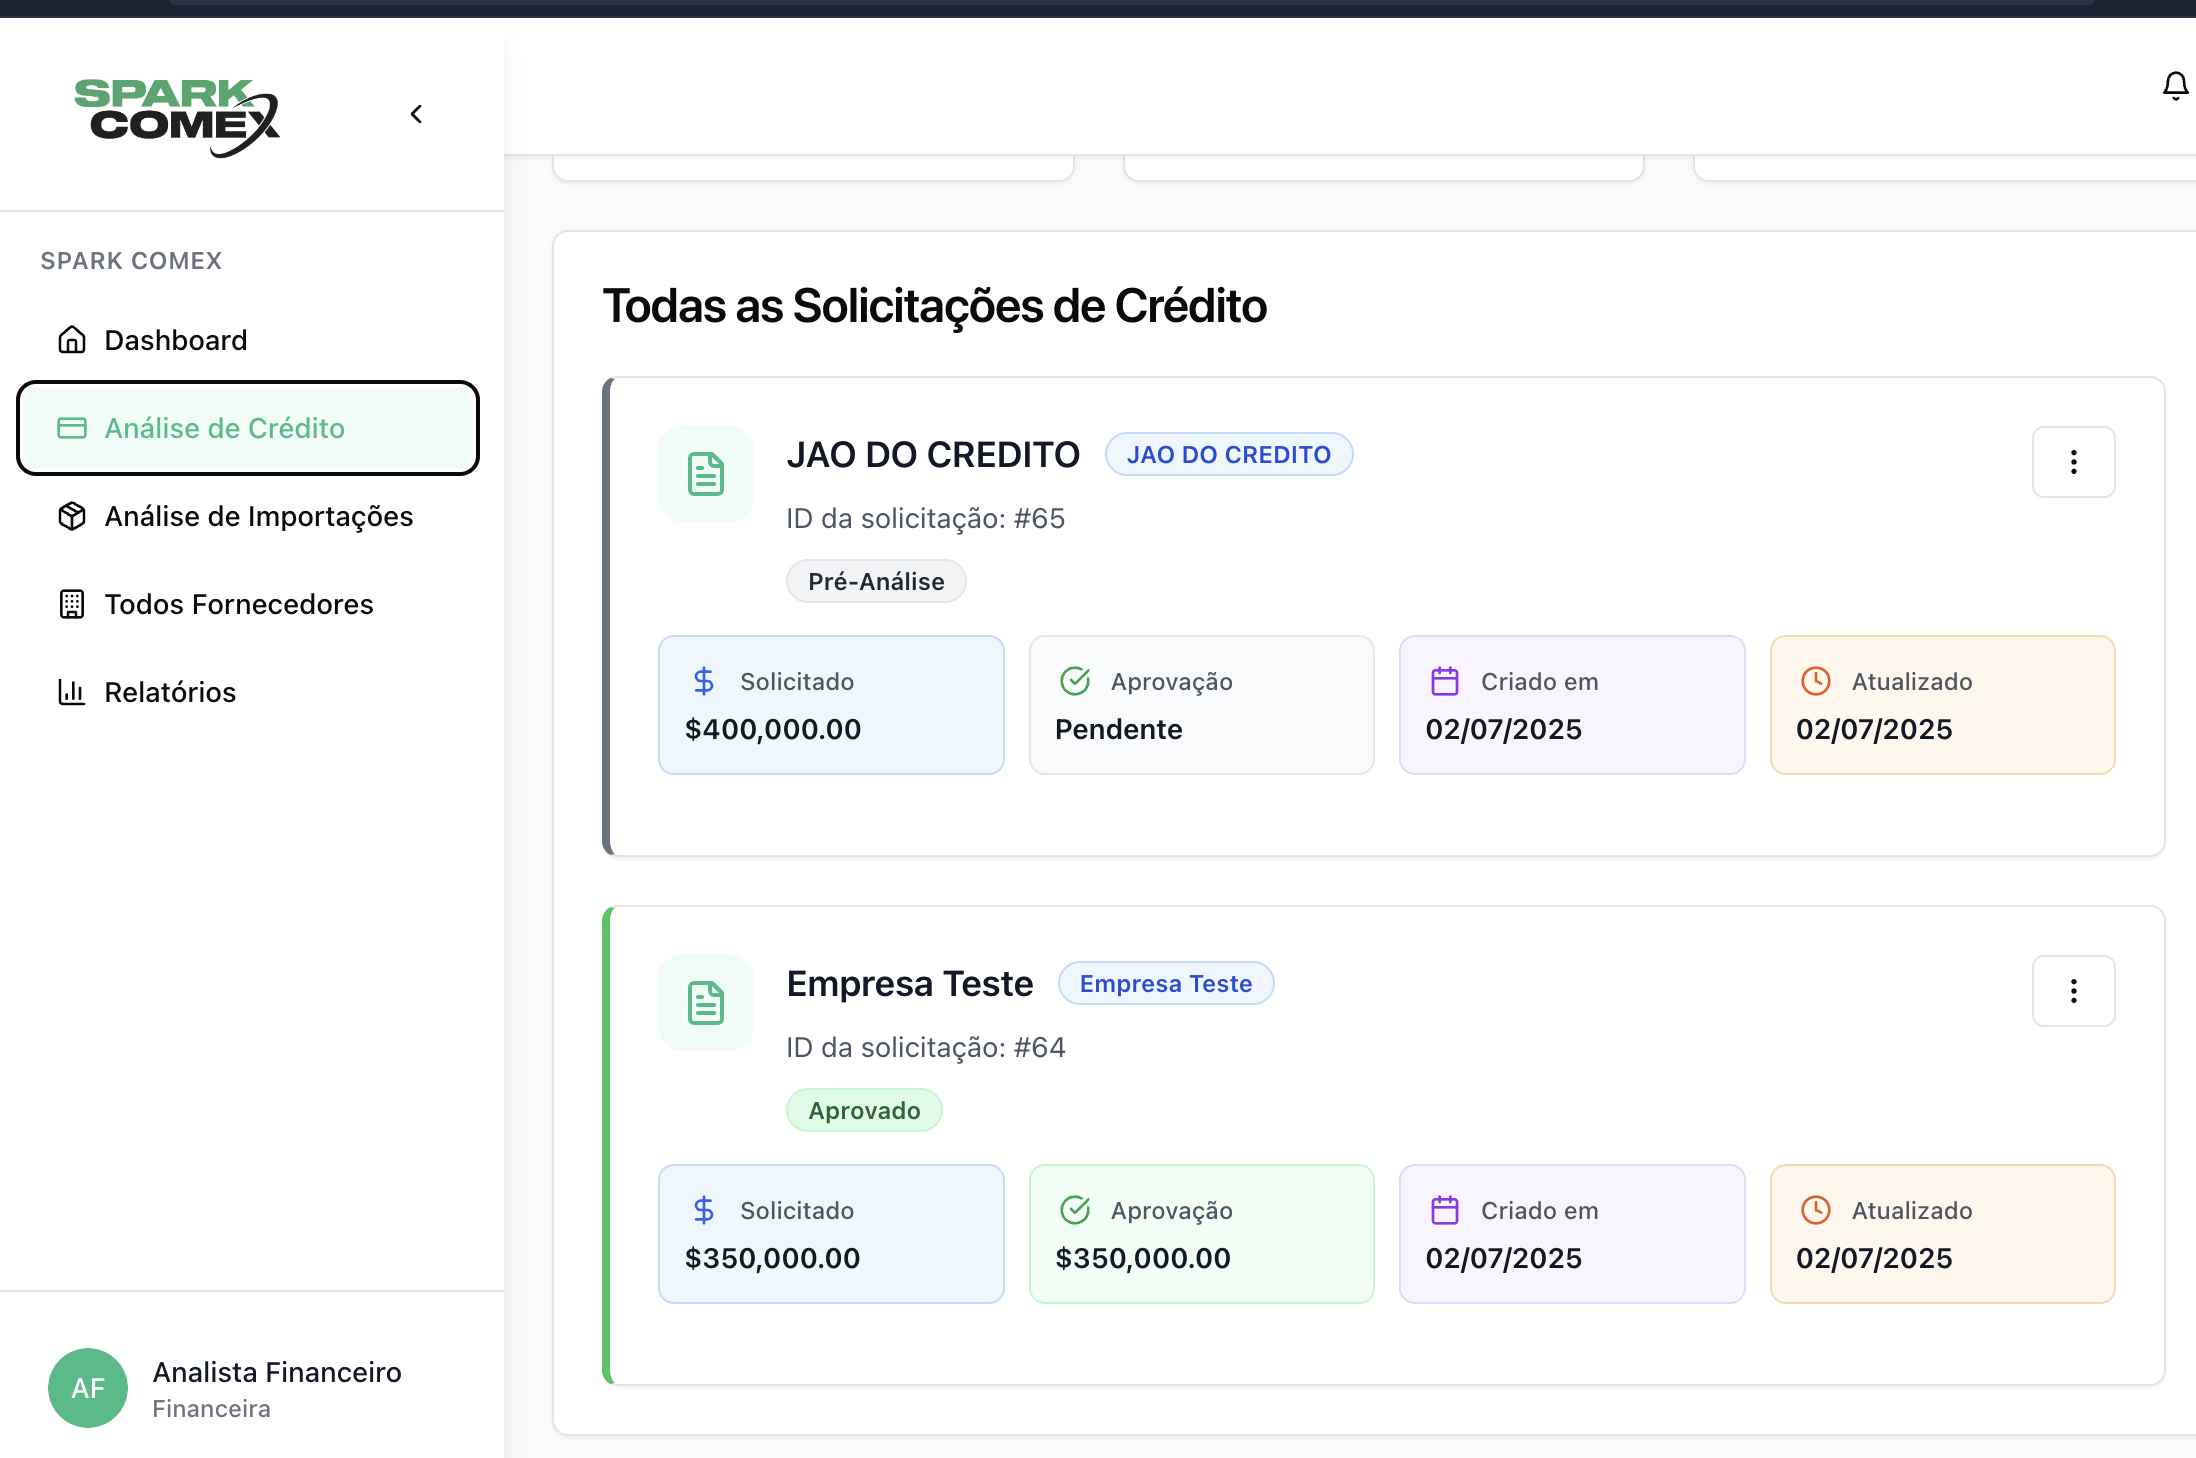 SPARK
COMEX
SPARK COMEX
Dashboard
Análise de Crédito
Análise de Importações
Todos Fornecedores
Relatórios
AF
Analista Financeiro
Financeira
Todas as Solicitações de Crédito
JAO DO CREDITO JAO DO CREDITO
ID da solicitação: #65
Pré-Análise
Solicitado Aprovação Criado em Atualizado
$400,000.00 Pendente 02/07/2025 02/07/2025
Empresa Teste Empresa Teste
ID da solicitação: #64
Aprovado
Solicitado Aprovação Criado em Atualizado
$350,000.00 $350,000.00 02/07/2025 02/07/2025